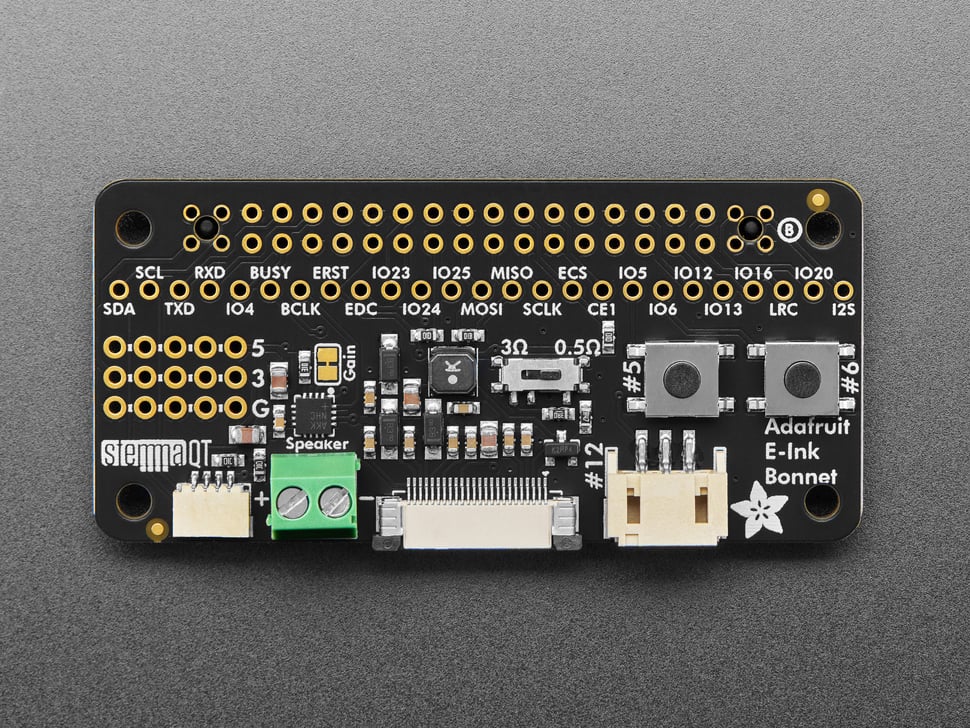 B
SCL RXD BUSY ERST IO23 IO25 MISO ECS IO5 IO12 IO16 IO20
SDA TXD IO4 BCLK EDC IO24 MOSI SCLK CE1 IO6 IO13 LRC I2S
5
3
G
Gain
3Ω 0.5Ω
#5
#6
STEMMA QT
Speaker
+ -
#12
Adafruit
E-Ink
Bonnet